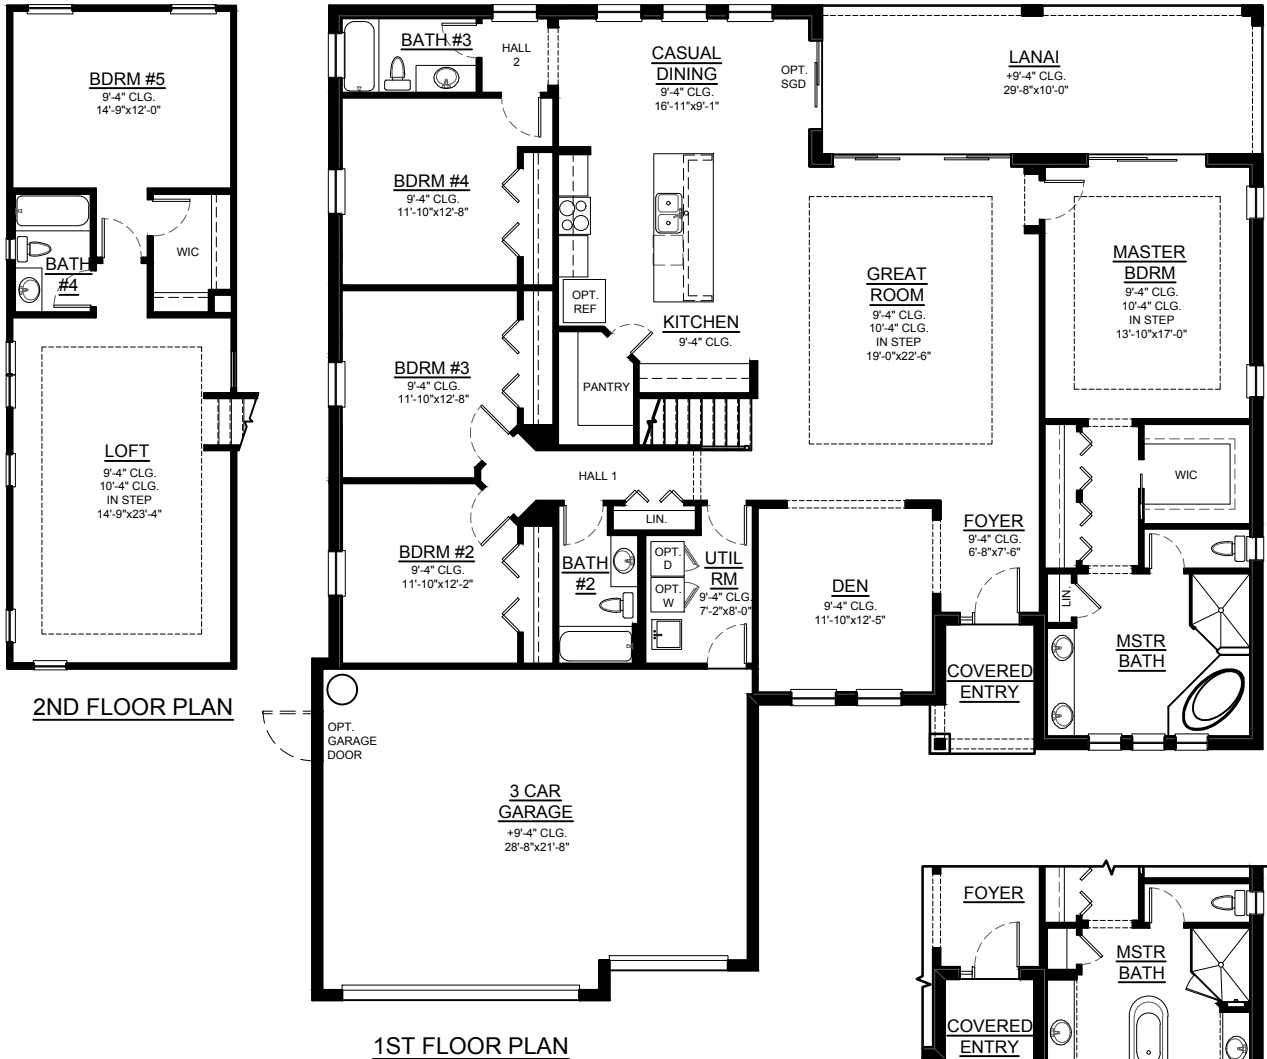 BDRM #5
9'-4" CLG.
14'-9"x12'-0"
WIC
BATH
#4
LOFT
9'-4" CLG.
10'-4" CLG.
IN STEP
14'-9"x23'-4"
2ND FLOOR PLAN
BATH #3
HALL
2
CASUAL
DINING
9'-4" CLG.
16'-11"x9'-1"
OPT.
SGD
LANAI
+9'-4" CLG.
29'-8"x10'-0"
BDRM #4
9'-4" CLG.
11'-10"x12'-8"
OPT.
REF
KITCHEN
9'-4" CLG.
GREAT
ROOM
9'-4" CLG.
10'-4" CLG.
IN STEP
19'-0"x22'-6"
MASTER
BDRM
9'-4" CLG.
10'-4" CLG.
IN STEP
13'-10"x17'-0"
BDRM #3
9'-4" CLG.
11'-10"x12'-8"
PANTRY
HALL 1
WIC
LIN.
BDRM #2
9'-4" CLG.
11'-10"x12'-2"
BATH
#2
OPT.
D
OPT.
W
UTIL
RM
9'-4" CLG.
7'-2"x8'-0"
DEN
9'-4" CLG.
11'-10"x12'-5"
FOYER
9'-4" CLG.
6'-8"x7'-6"
LIN.
MSTR
BATH
COVERED
ENTRY
OPT.
GARAGE
DOOR
3 CAR
GARAGE
+9'-4" CLG.
28'-8"x21'-8"
1ST FLOOR PLAN
FOYER
MSTR
BATH
COVERED
ENTRY